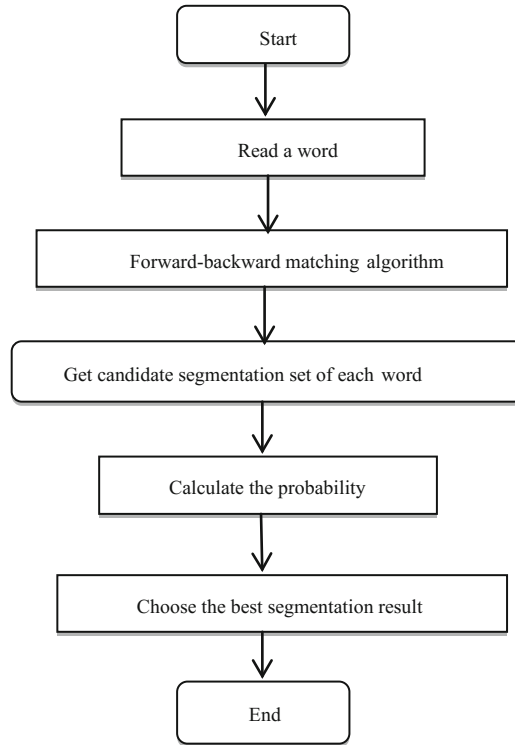 Start
Read a word
Forward-backward matching algorithm
Get candidate segmentation set of each word
Calculate the probability
Choose the best segmentation result
End